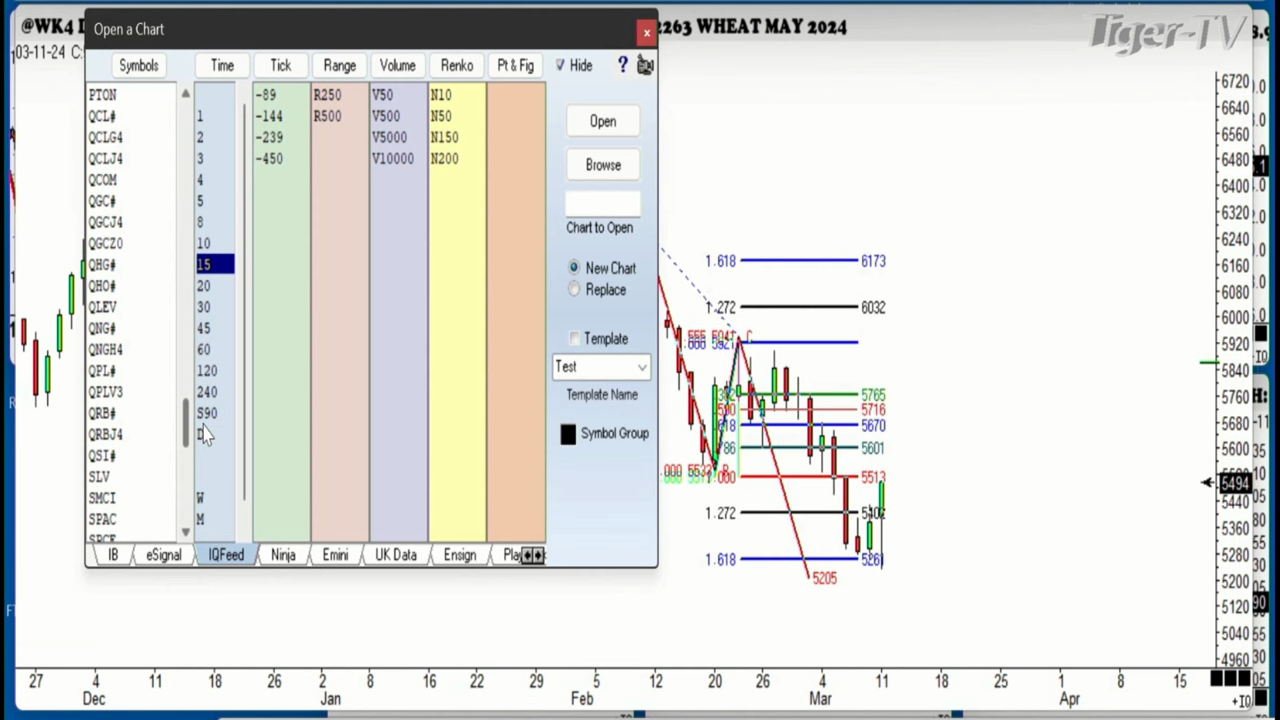 @WK4
2263 WHEAT MAY 2024
Tiger-TV
03-11-24
Open a Chart
x
Symbols Time Tick Range Volume Renko Pt & Fig Hide ?
PTON -89 R250 V50 N10
QCL# 1 -144 R500 V500 N50
QCLG4 2 -239 V5000 N150
QCLJ4 3 -450 V10000 N200
QCOM 4
QGC# 5
QGCJ4 8
QGCZ0 10
QHG# 15
QHO# 20
QLEV 30
QNG# 45
QNGH4 60
QPL# 120
QPLV3 240
QRB# S90
QRBJ4 D
QSI#
SLV
SMCI W
SPAC M
SPCE
Open
Browse
Chart to Open
New Chart
Replace
Template
Test
Template Name
Symbol Group
IB eSignal IQFeed Ninja Emini UK Data Ensign
1.618 6173
1.272 6032
5765
5716
5670
5601
5513
1.272 5402
1.618 5261
5205
6720
6640
6560
6480
6400
6320
6240
6160
6080
6000
5920
5840
5760
5680
5600
5494
5440
5360
5280
5200
5120
5040
4960
27 4 11 18 26 2 8 16 22 29 5 12 20 26 4 11 18 25 1 8 15
Dec Jan Feb Mar Apr
+IQ